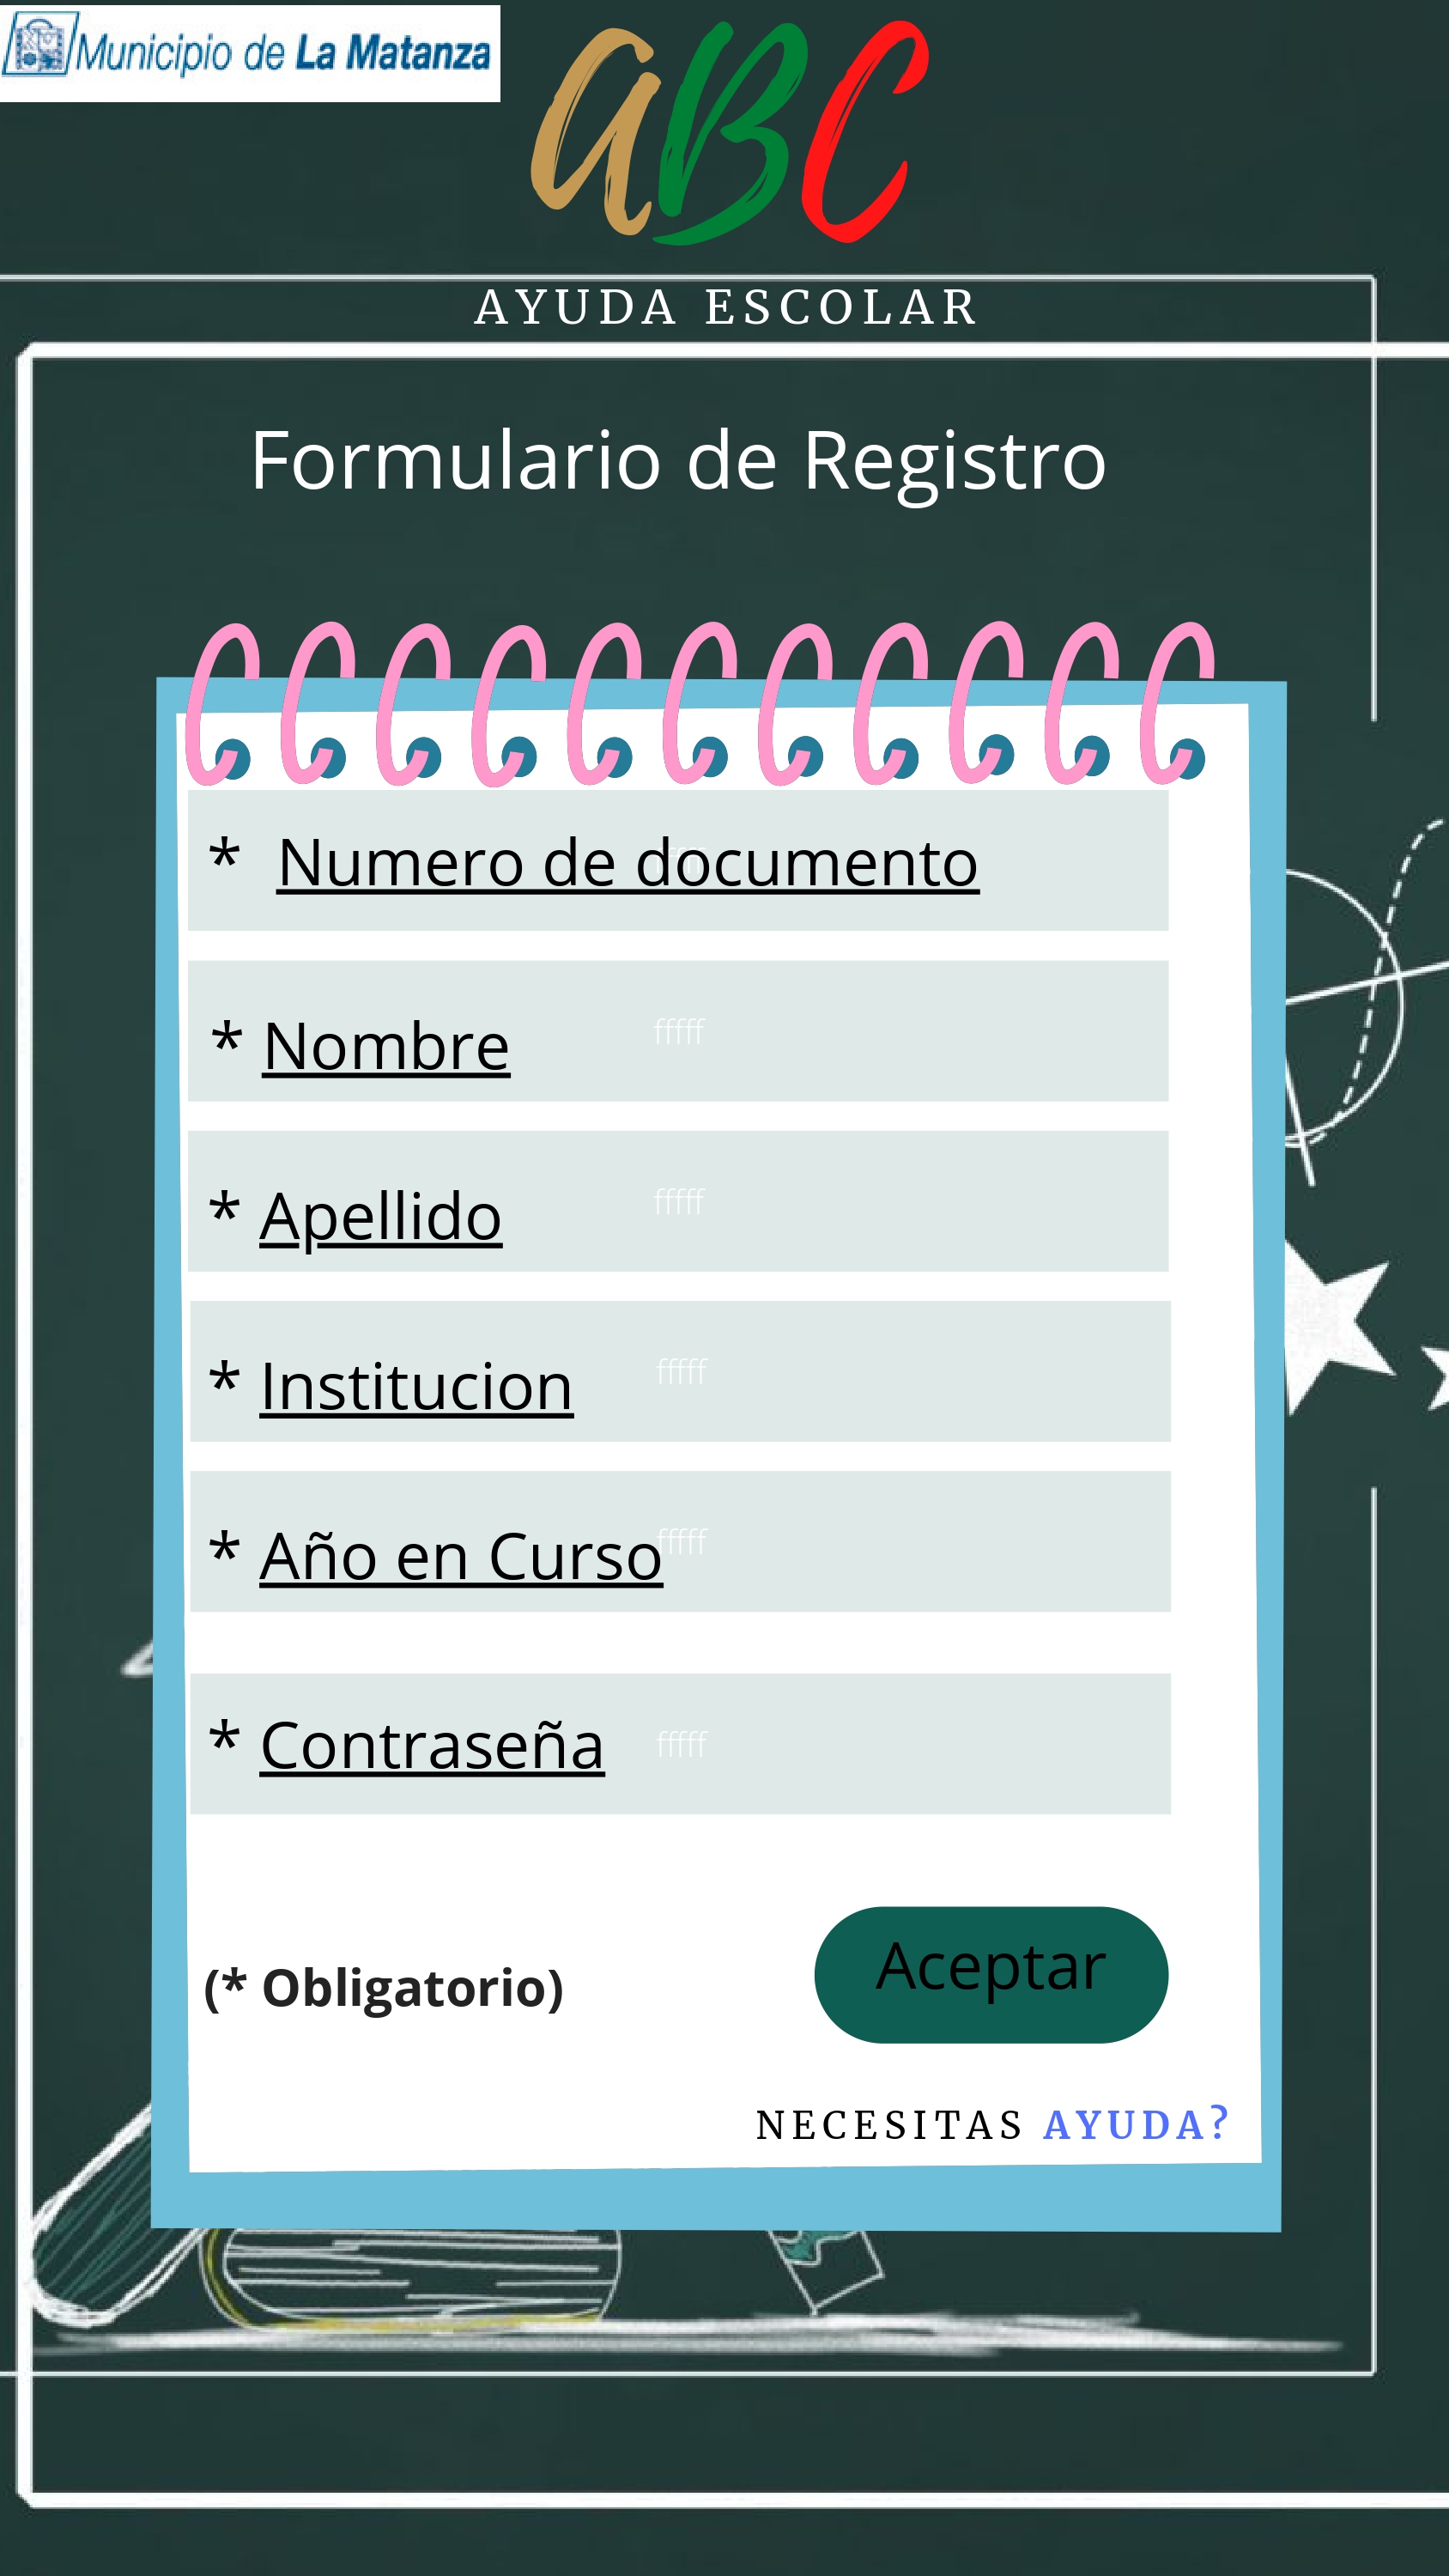 Municipio de La Matanza
aBC
AYUDA ESCOLAR
Formulario de Registro
* Numero de documento
fffff
* Nombre
fffff
* Apellido
fffff
* Institucion
fffff
* Año en Curso
fffff
* Contraseña
fffff
(* Obligatorio)
Aceptar
NECESITAS AYUDA?